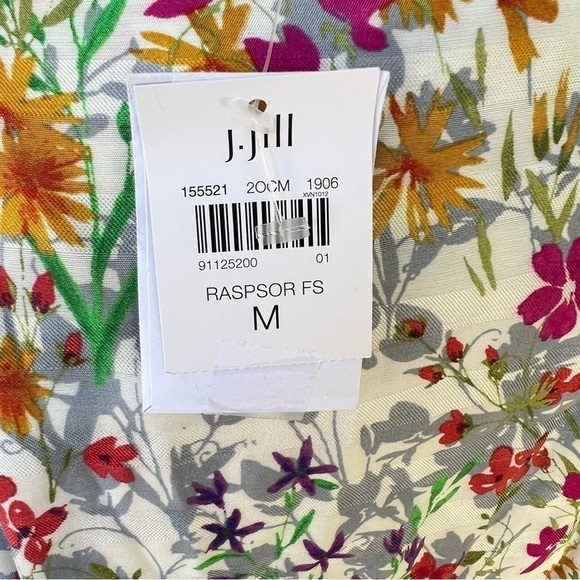 J.Jill
155521 2OCM 1906
XVN1012
91125200 01
RASPSOR FS
M